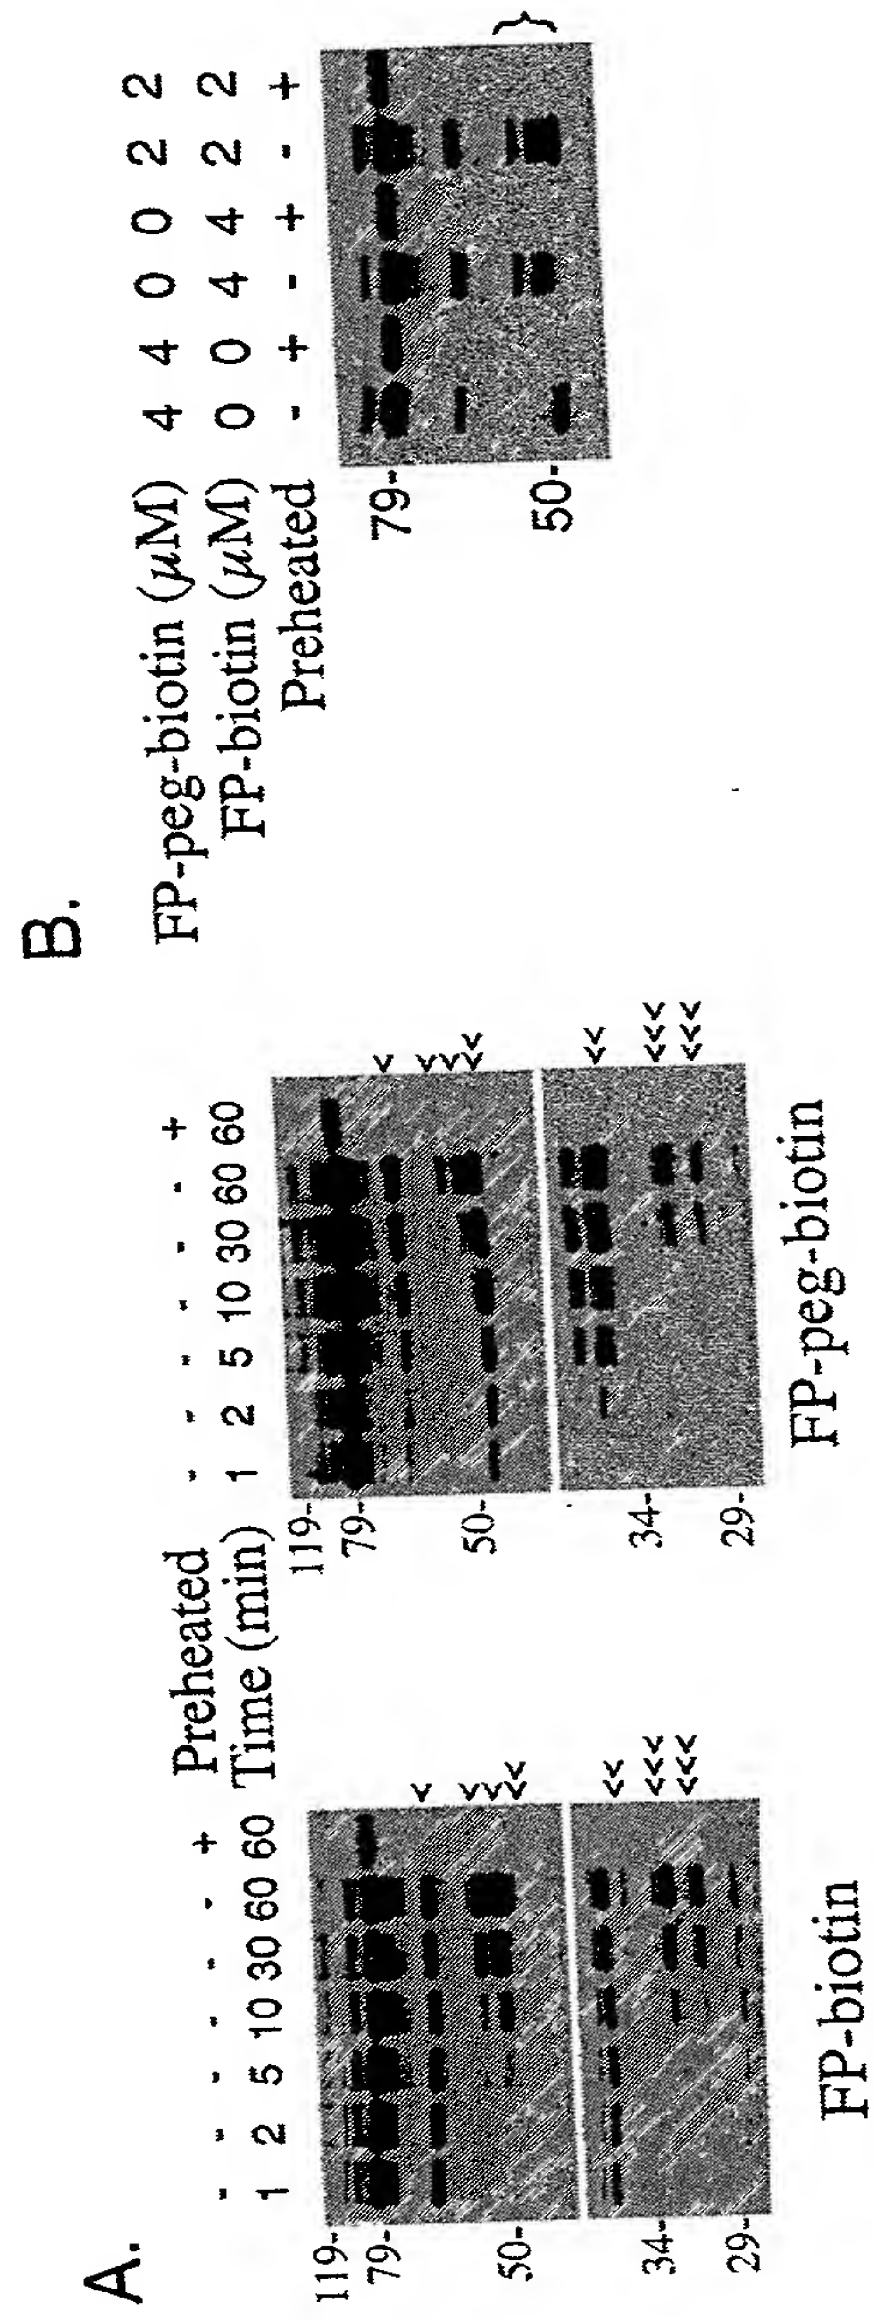 A.
Preheated
- - - - - - +
Time (min)
1 2 5 10 30 60 60
- - - - - - +
1 2 5 10 30 60 60
119-
79-
50-
34-
29-
<
<
<
<<
<<
<<<
<<<
FP-biotin
119-
79-
50-
34-
29-
<
<
<
<<
<<
<<<
<<<
FP-peg-biotin
B.
FP-peg-biotin (µM) 4 4 0 0 2 2
FP-biotin (µM) 0 0 4 4 2 2
Preheated - + - + - +
79-
50-
}